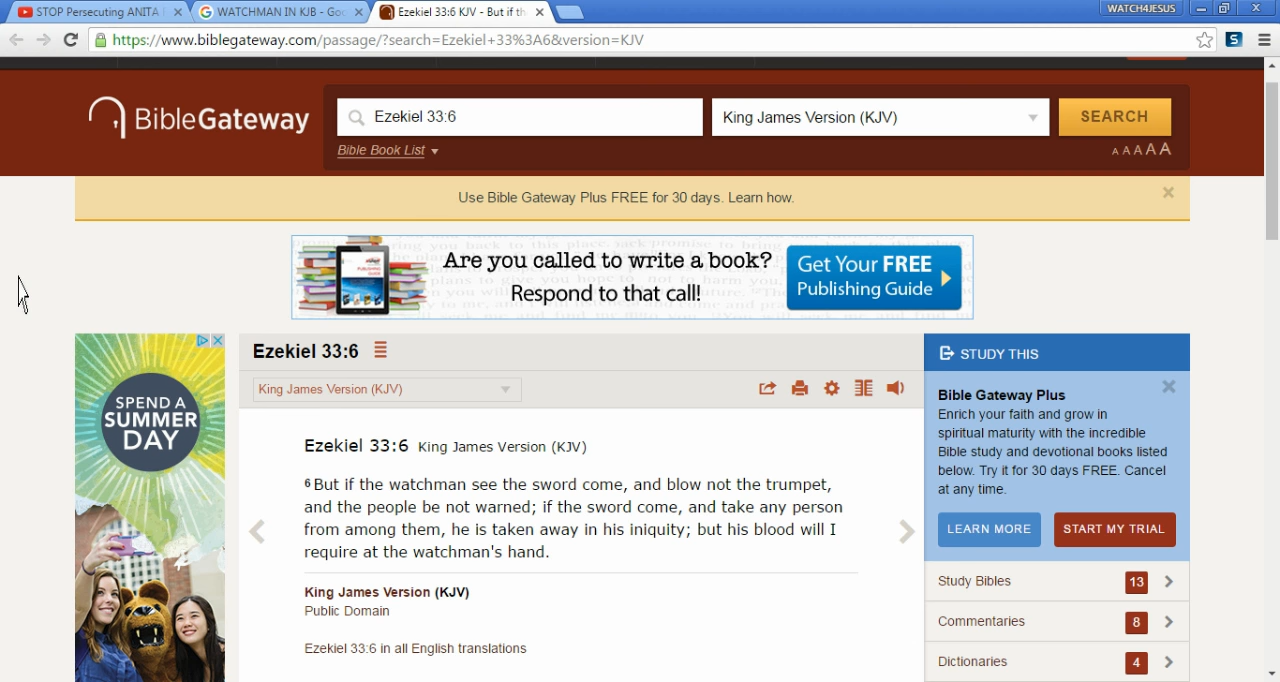 STOP Persecuting ANITA
WATCHMAN IN KJB - Goo
Ezekiel 33:6 KJV - But if th
WATCH4JESUS
https://www.biblegateway.com/passage/?search=Ezekiel+33%3A6&version=KJV
BibleGateway
Ezekiel 33:6
King James Version (KJV)
SEARCH
Bible Book List
A A A A A
Use Bible Gateway Plus FREE for 30 days. Learn how.
Are you called to write a book?
Respond to that call!
Get Your FREE
Publishing Guide
SPEND A
SUMMER
DAY
Ezekiel 33:6
King James Version (KJV)
Ezekiel 33:6 King James Version (KJV)
6 But if the watchman see the sword come, and blow not the trumpet,
and the people be not warned; if the sword come, and take any person
from among them, he is taken away in his iniquity; but his blood will I
require at the watchman's hand.
King James Version (KJV)
Public Domain
Ezekiel 33:6 in all English translations
STUDY THIS
Bible Gateway Plus
Enrich your faith and grow in
spiritual maturity with the incredible
Bible study and devotional books listed
below. Try it for 30 days FREE. Cancel
at any time.
LEARN MORE
START MY TRIAL
Study Bibles 13
Commentaries 8
Dictionaries 4